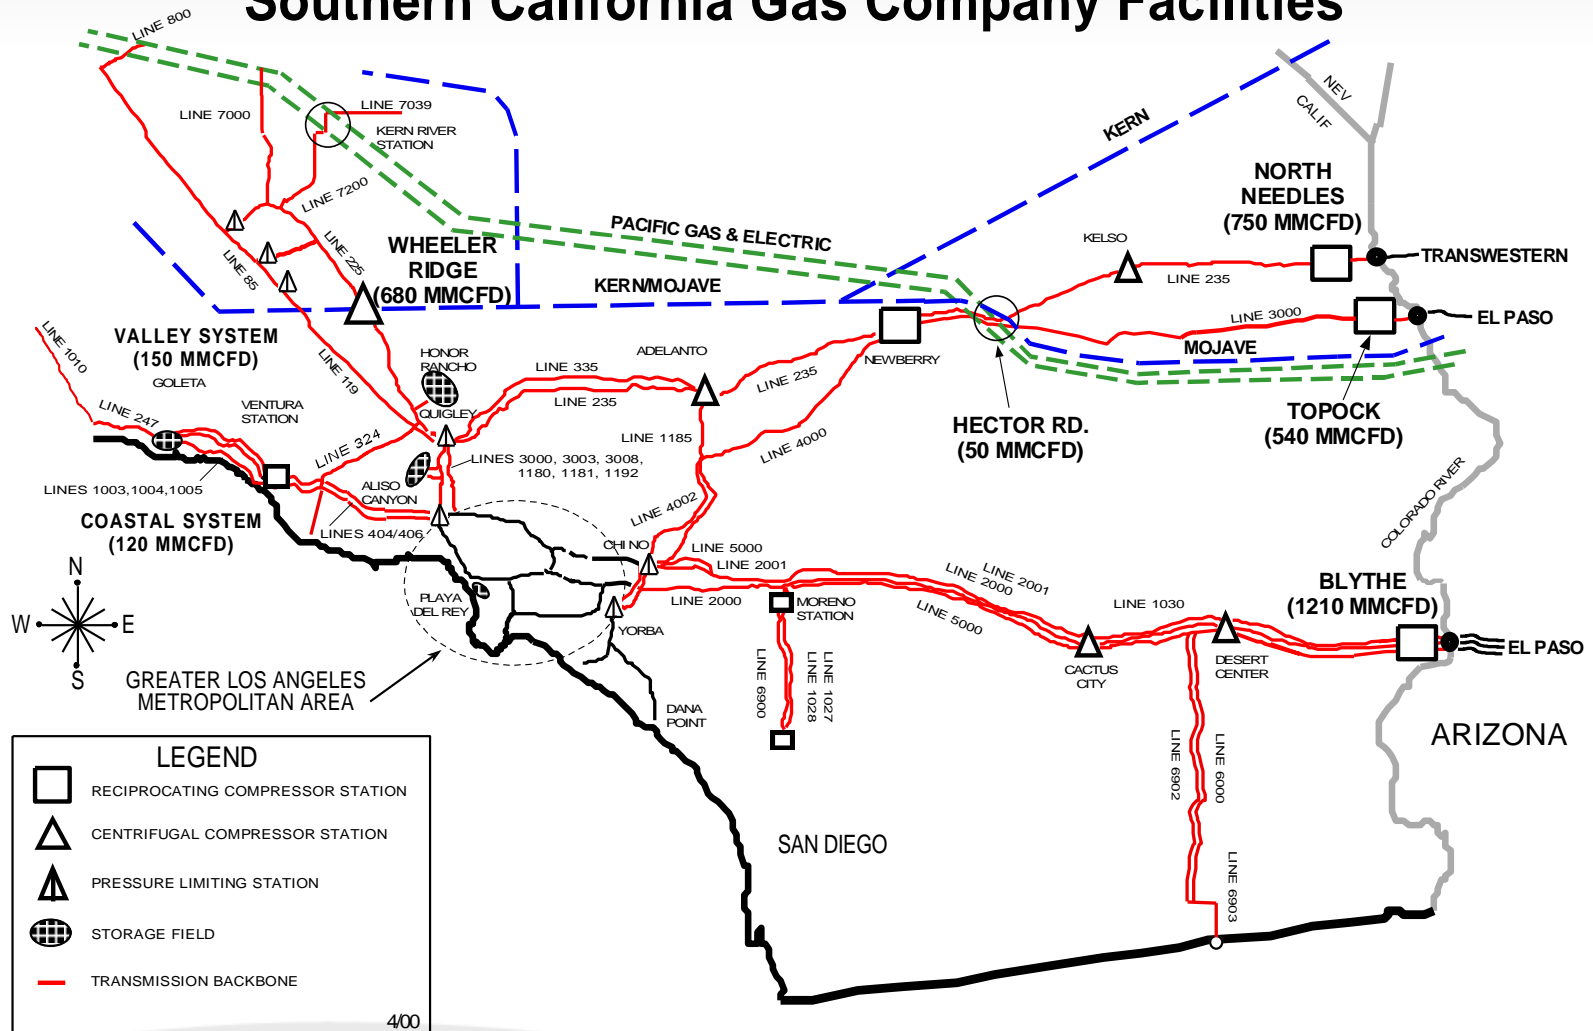 Southern California Gas Company Facilities
LINE 800
LINE 7000
LINE 7039
KERN RIVER
STATION
LINE 7200
LINE 225
LINE 85
WHEELER
RIDGE
(680 MMCFD)
PACIFIC GAS & ELECTRIC
KERN/MOJAVE
KERN
NEV
CALIF
NORTH
NEEDLES
(750 MMCFD)
KELSO
LINE 235
TRANSWESTERN
LINE 3000
EL PASO
MOJAVE
NEWBERRY
HECTOR RD.
(50 MMCFD)
TOPOCK
(540 MMCFD)
COLORADO RIVER
LINE 1010
VALLEY SYSTEM
(150 MMCFD)
GOLETA
LINE 119
HONOR
RANCHO
QUIGLEY
LINE 335
LINE 235
ADELANTO
LINE 235
LINE 1185
LINE 4000
LINE 247
VENTURA
STATION
LINE 324
LINES 3000, 3003, 3008,
1180, 1181, 1192
ALISO
CANYON
LINES 1003,1004,1005
COASTAL SYSTEM
(120 MMCFD)
LINES 404/406
LINE 4002
CHINO
LINE 5000
LINE 2001
LINE 2000
PLAYA
DEL REY
YORBA
MORENO
STATION
LINE 2001
LINE 2000
LINE 5000
LINE 1030
CACTUS
CITY
DESERT
CENTER
BLYTHE
(1210 MMCFD)
EL PASO
N
W
E
S
GREATER LOS ANGELES
METROPOLITAN AREA
DANA
POINT
LINE 6900
LINE 1027
LINE 1028
LINE 6902
LINE 6000
LINE 6903
ARIZONA
SAN DIEGO
LEGEND
RECIPROCATING COMPRESSOR STATION
CENTRIFUGAL COMPRESSOR STATION
PRESSURE LIMITING STATION
STORAGE FIELD
TRANSMISSION BACKBONE
4/00